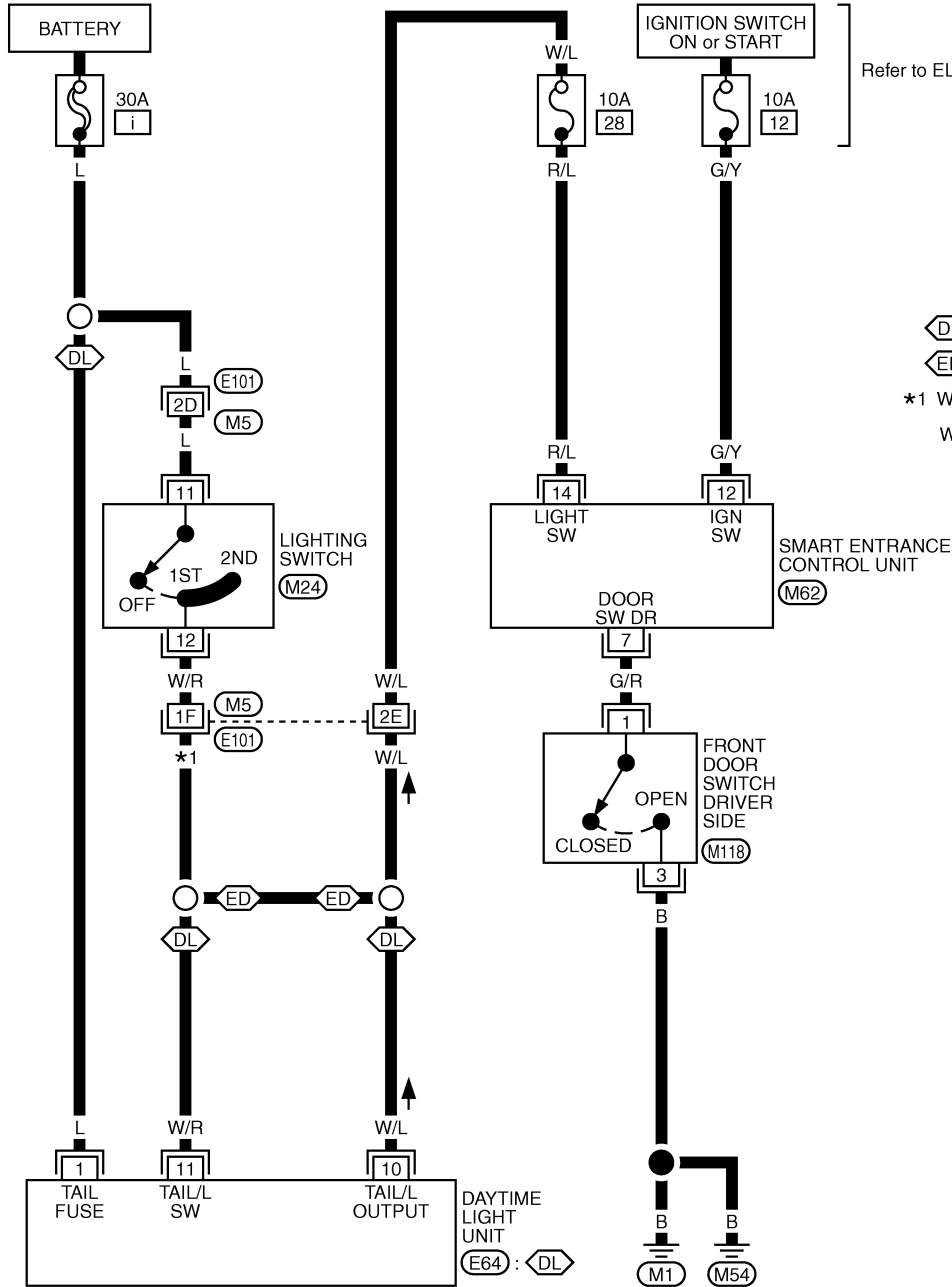 BATTERY
IGNITION SWITCH
ON or START
Refer to EL
W/L
30A
i
10A
28
10A
12
L
R/L
G/Y
DL
L
E101
2D
M5
L
11
R/L
G/Y
14
12
LIGHT
SW
IGN
SW
LIGHTING
SWITCH
M24
2ND
1ST
OFF
SMART ENTRANCE
CONTROL UNIT
M62
DOOR
SW DR
12
7
W/R
W/L
G/R
1F
M5
2E
E101
*1
W/L
1
FRONT
DOOR
SWITCH
DRIVER
SIDE
M118
OPEN
CLOSED
3
B
ED
ED
DL
DL
L
W/R
W/L
1
11
10
TAIL
FUSE
TAIL/L
SW
TAIL/L
OUTPUT
DAYTIME
LIGHT
UNIT
E64 : DL
B
B
M1
M54
D
*1 W
W